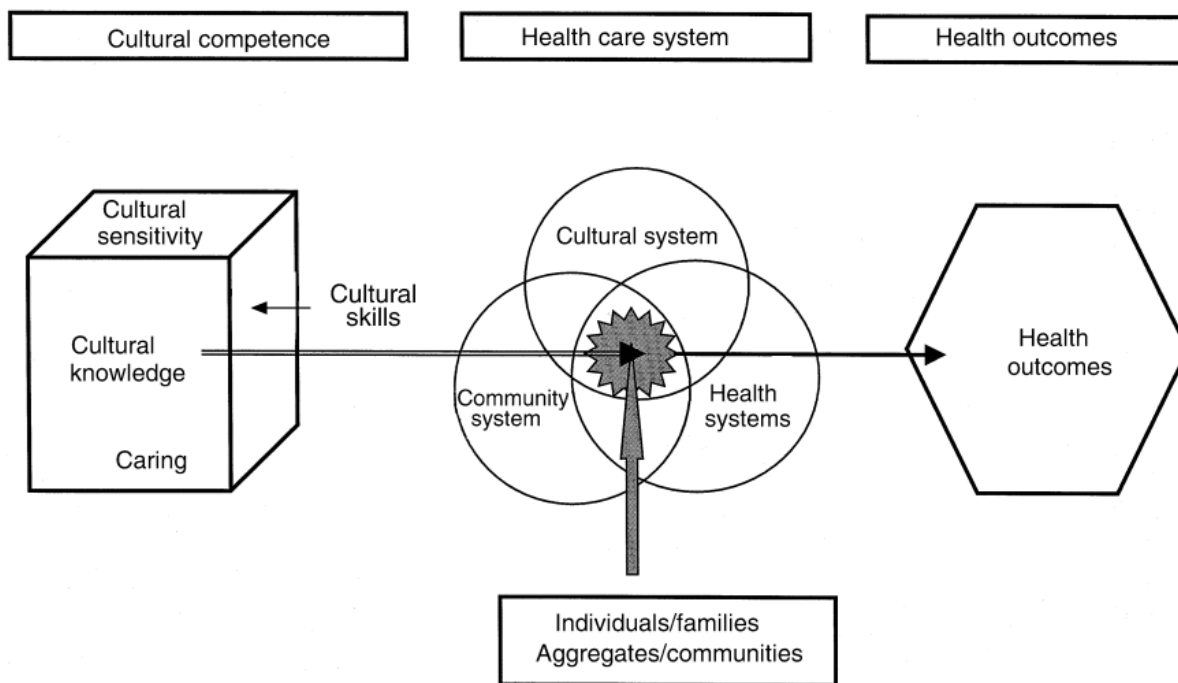 Cultural competence
Health care system
Health outcomes
Cultural
sensitivity
Cultural
skills
Cultural
knowledge
Caring
Cultural system
Community
system
Health
systems
Health
outcomes
Individuals/families
Aggregates/communities